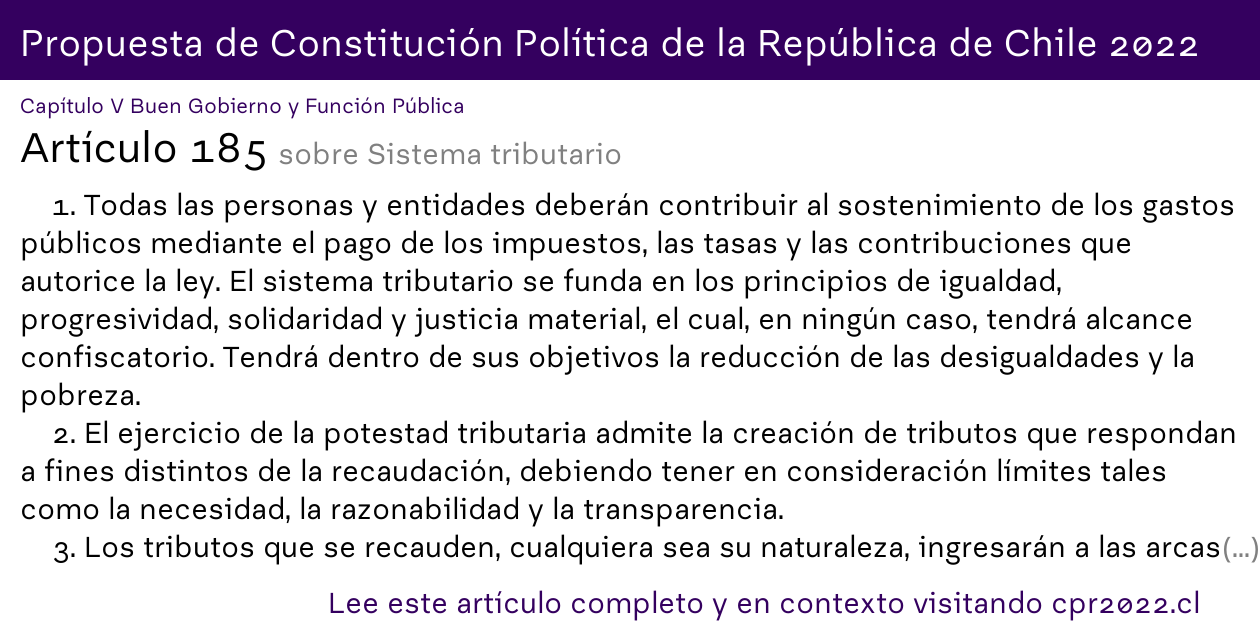 Propuesta de Constitución Política de la República de Chile 2022
Capítulo V Buen Gobierno y Función Pública
Artículo 185 sobre Sistema tributario
1. Todas las personas y entidades deberán contribuir al sostenimiento de los gastos
públicos mediante el pago de los impuestos, las tasas y las contribuciones que
autorice la ley. El sistema tributario se funda en los principios de igualdad,
progresividad, solidaridad y justicia material, el cual, en ningún caso, tendrá alcance
confiscatorio. Tendrá dentro de sus objetivos la reducción de las desigualdades y la
pobreza.
2. El ejercicio de la potestad tributaria admite la creación de tributos que respondan
a fines distintos de la recaudación, debiendo tener en consideración límites tales
como la necesidad, la razonabilidad y la transparencia.
3. Los tributos que se recauden, cualquiera sea su naturaleza, ingresarán a las arcas(...)
Lee este artículo completo y en contexto visitando cpr2022.cl